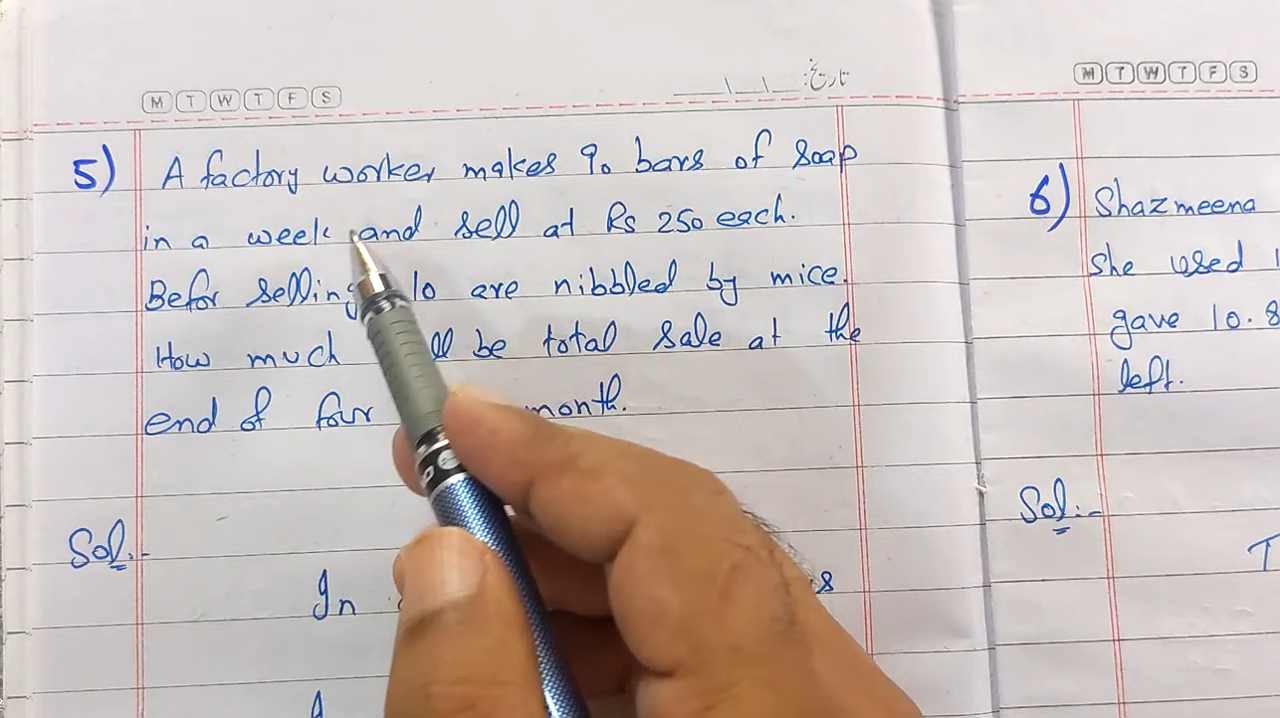 M T W T F S
تاریخ:
M T W T F S
5) A factory worker makes 90 bars of soap
in a week and sell at Rs 250 each.
Befor selling 10 are nibbled by mice.
How much ll be total sale at the
end of four month.
Sol:-
In
6) Shazmeena
She used
gave 10.8
left.
Sol:-
T